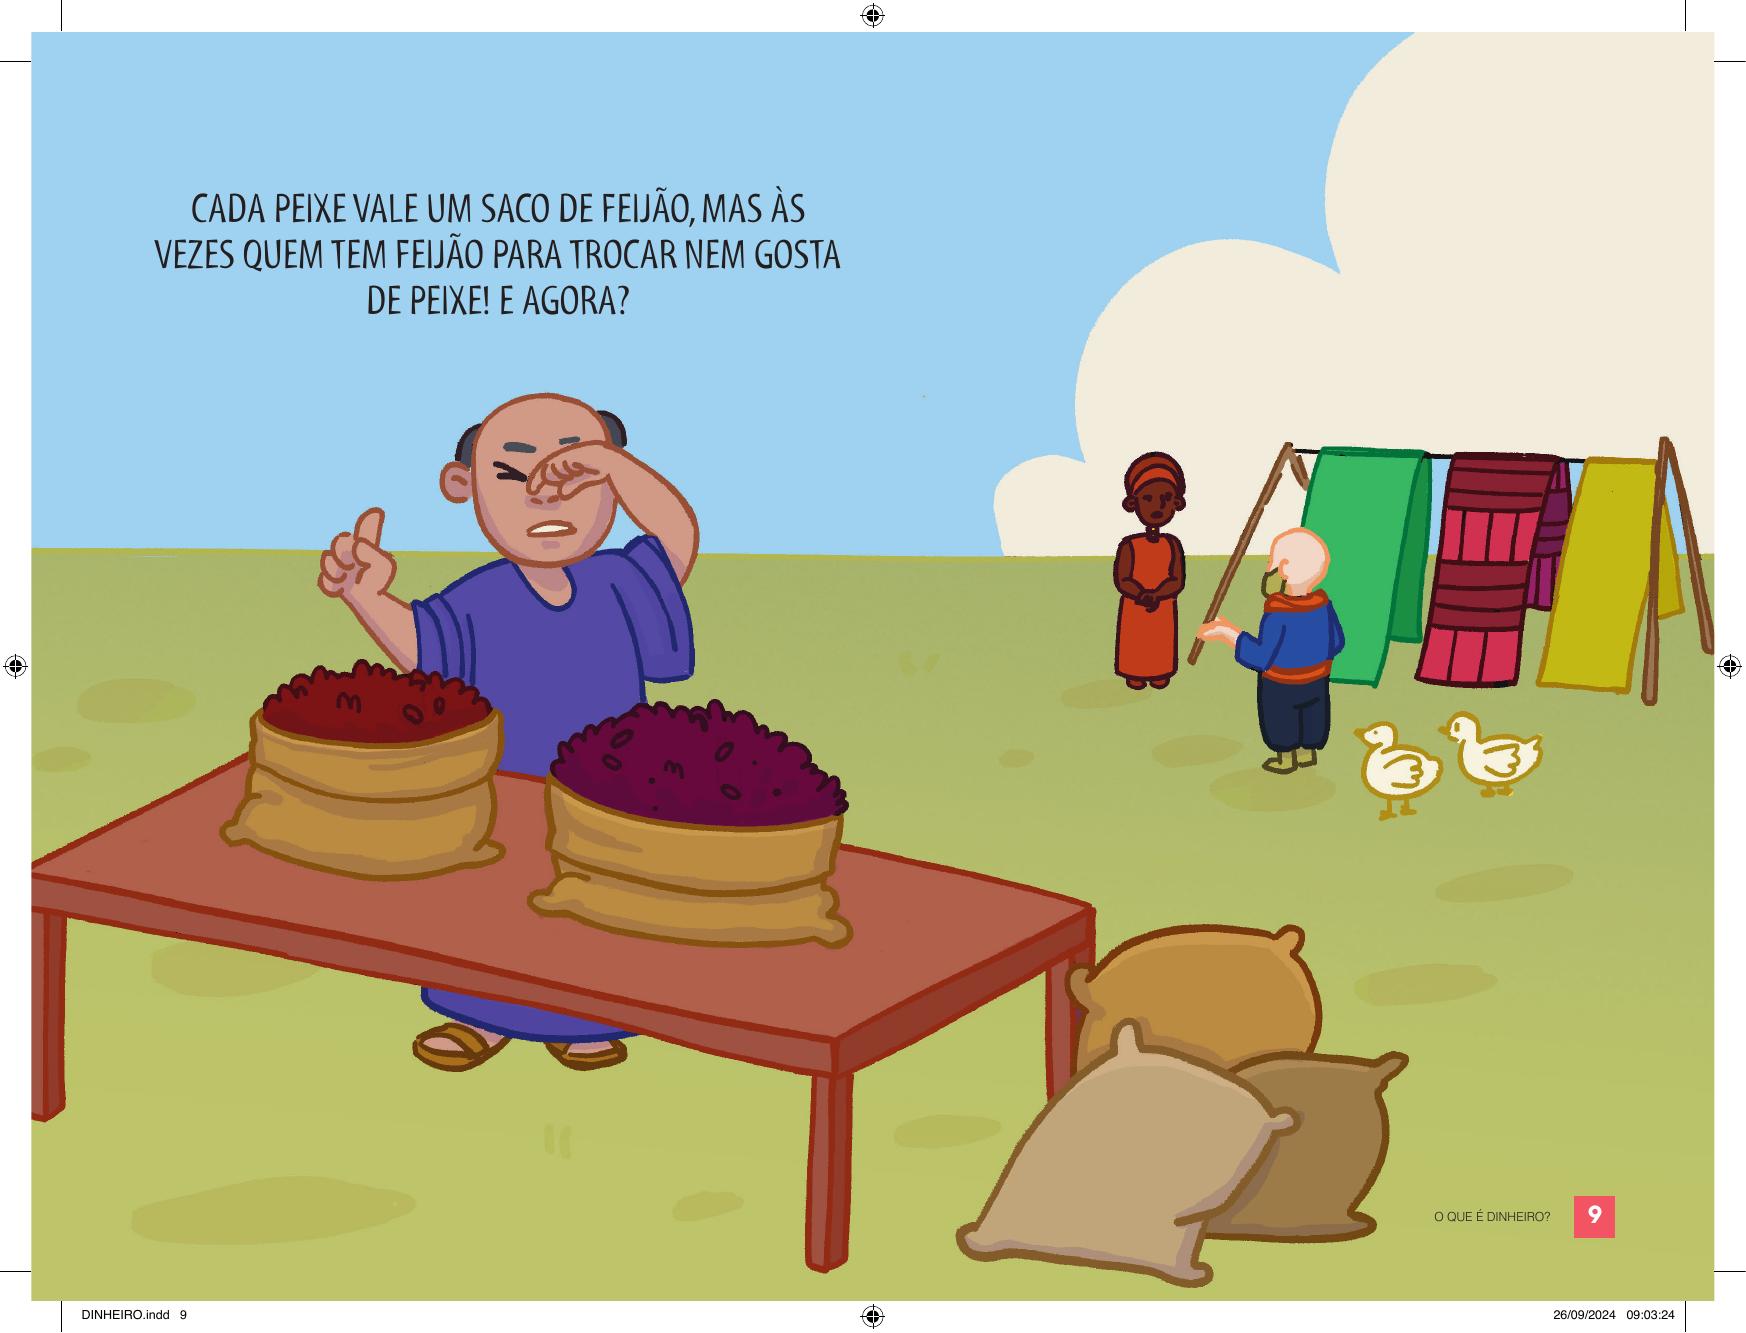 CADA PEIXE VALE UM SACO DE FEIJÃO, MAS ÀS
VEZES QUEM TEM FEIJÃO PARA TROCAR NEM GOSTA
DE PEIXE! E AGORA?
O QUE É DINHEIRO? 9
DINHEIRO.indd 9 26/09/2024 09:03:24